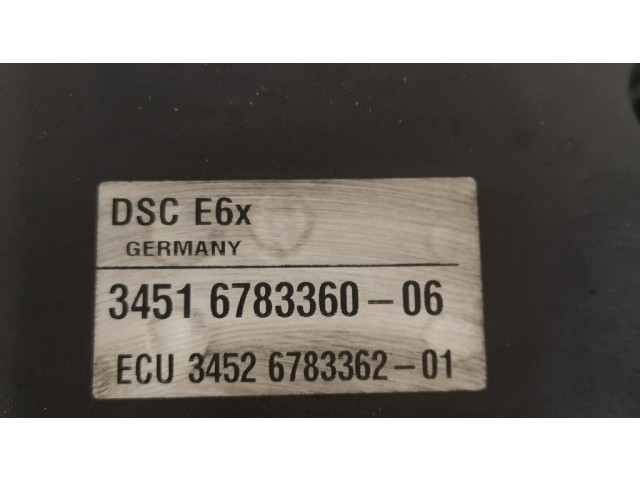 DSC E6x
GERMANY
3451 6783360-06
ECU 3452 6783362-01